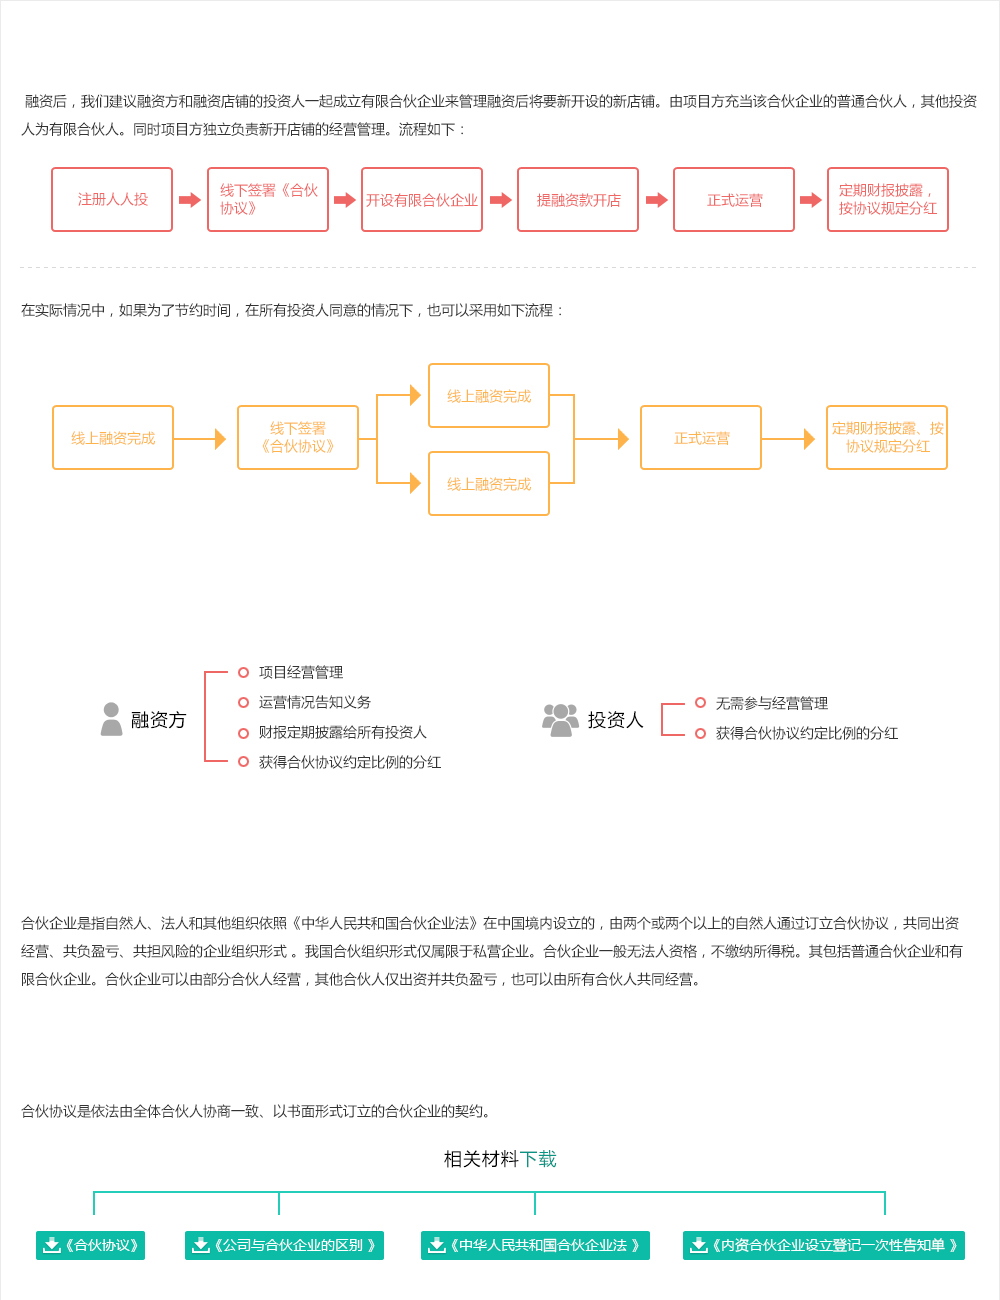 融资后，我们建议融资方和融资店铺的投资人一起成立有限合伙企业来管理融资后将要新开设的新店铺。由项目方充当该合伙企业的普通合伙人，其他投资
人为有限合伙人。同时项目方独立负责新开店铺的经营管理。流程如下：
注册人人投
线下签署《合伙
协议》
开设有限合伙企业
提融资款开店
正式运营
定期财报披露，
按协议规定分红
在实际情况中，如果为了节约时间，在所有投资人同意的情况下，也可以采用如下流程：
线上融资完成
线下签署
《合伙协议》
线上融资完成
线上融资完成
正式运营
定期财报披露、按
协议规定分红
融资方
项目经营管理
运营情况告知义务
财报定期披露给所有投资人
获得合伙协议约定比例的分红
投资人
无需参与经营管理
获得合伙协议约定比例的分红
合伙企业是指自然人、法人和其他组织依照《中华人民共和国合伙企业法》在中国境内设立的，由两个或两个以上的自然人通过订立合伙协议，共同出资
经营、共负盈亏、共担风险的企业组织形式 。我国合伙组织形式仅属限于私营企业。合伙企业一般无法人资格，不缴纳所得税。其包括普通合伙企业和有
限合伙企业。合伙企业可以由部分合伙人经营，其他合伙人仅出资并共负盈亏，也可以由所有合伙人共同经营。
合伙协议是依法由全体合伙人协商一致、以书面形式订立的合伙企业的契约。
相关材料下载
《合伙协议》
《公司与合伙企业的区别 》
《中华人民共和国合伙企业法 》
《内资合伙企业设立登记一次性告知单 》